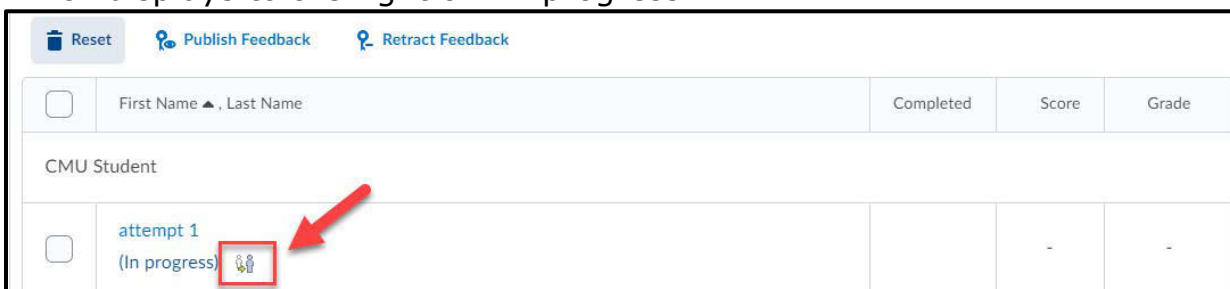 Reset Publish Feedback Retract Feedback
First Name ▲ , Last Name Completed Score Grade
CMU Student
attempt 1
(In progress) - -